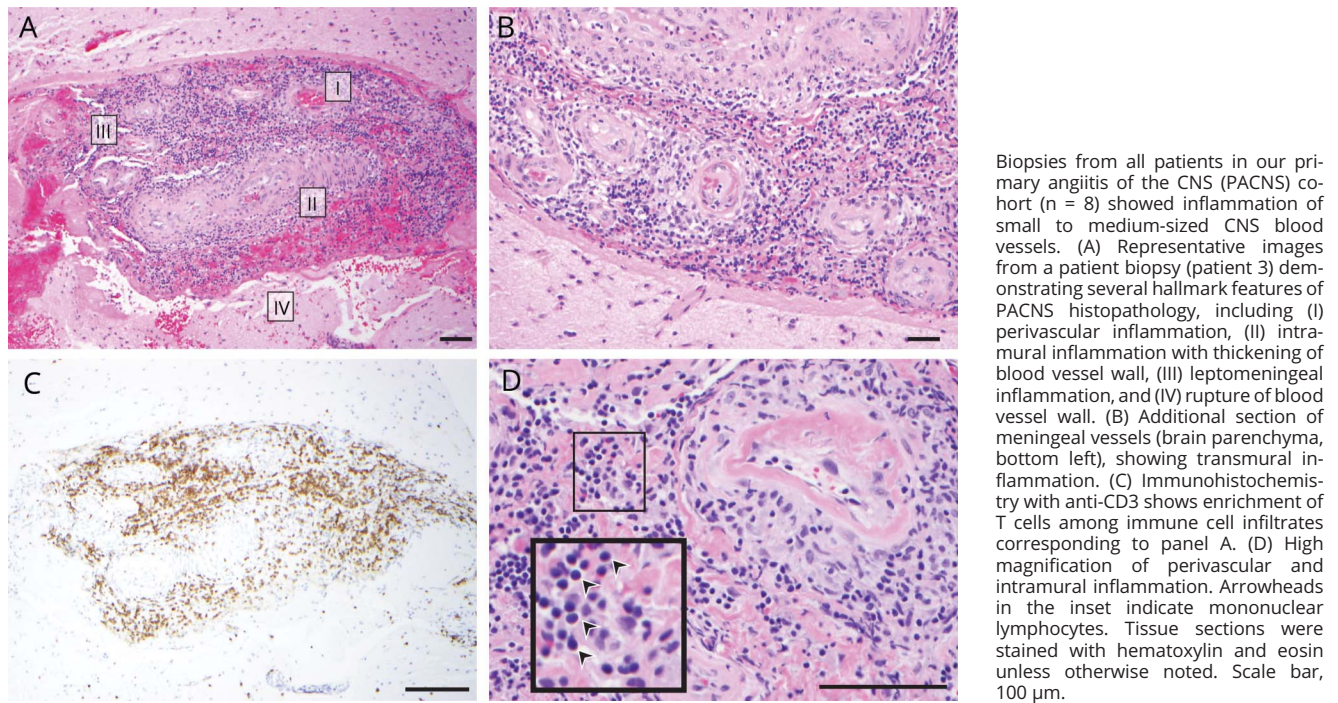 A
B
I
III
II
IV
C
D
Biopsies from all patients in our pri-
mary angiitis of the CNS (PACNS) co-
hort (n = 8) showed inflammation of
small to medium-sized CNS blood
vessels. (A) Representative images
from a patient biopsy (patient 3) dem-
onstrating several hallmark features of
PACNS histopathology, including (I)
perivascular inflammation, (II) intra-
mural inflammation with thickening of
blood vessel wall, (III) leptomeningeal
inflammation, and (IV) rupture of blood
vessel wall. (B) Additional section of
meningeal vessels (brain parenchyma,
bottom left), showing transmural in-
flammation. (C) Immunohistochemis-
try with anti-CD3 shows enrichment of
T cells among immune cell infiltrates
corresponding to panel A. (D) High
magnification of perivascular and
intramural inflammation. Arrowheads
in the inset indicate mononuclear
lymphocytes. Tissue sections were
stained with hematoxylin and eosin
unless otherwise noted. Scale bar,
100 μm.